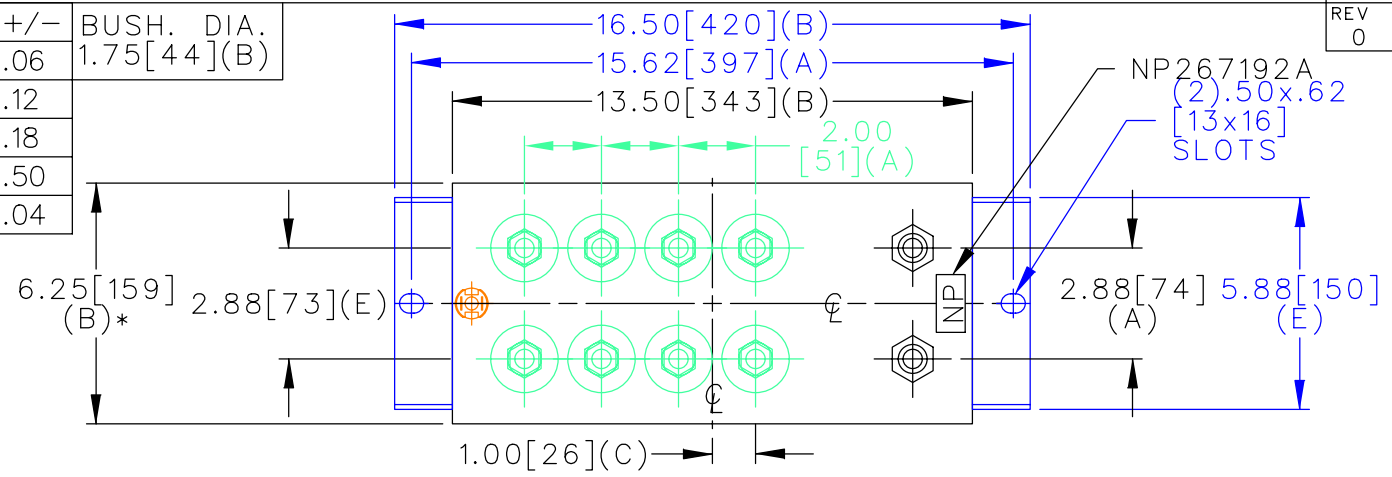 +/-
.06
.12
.18
.50
.04
BUSH. DIA.
1.75[44](B)
16.50[420](B)
15.62[397](A)
13.50[343](B)
2.00
[51](A)
REV
0
NP267192A
(2).50x.62
[13x16]
SLOTS
6.25[159]
(B)*
2.88[73](E)
℄
NP
2.88[74]
(A)
5.88[150]
(E)
℄
1.00[26](C)